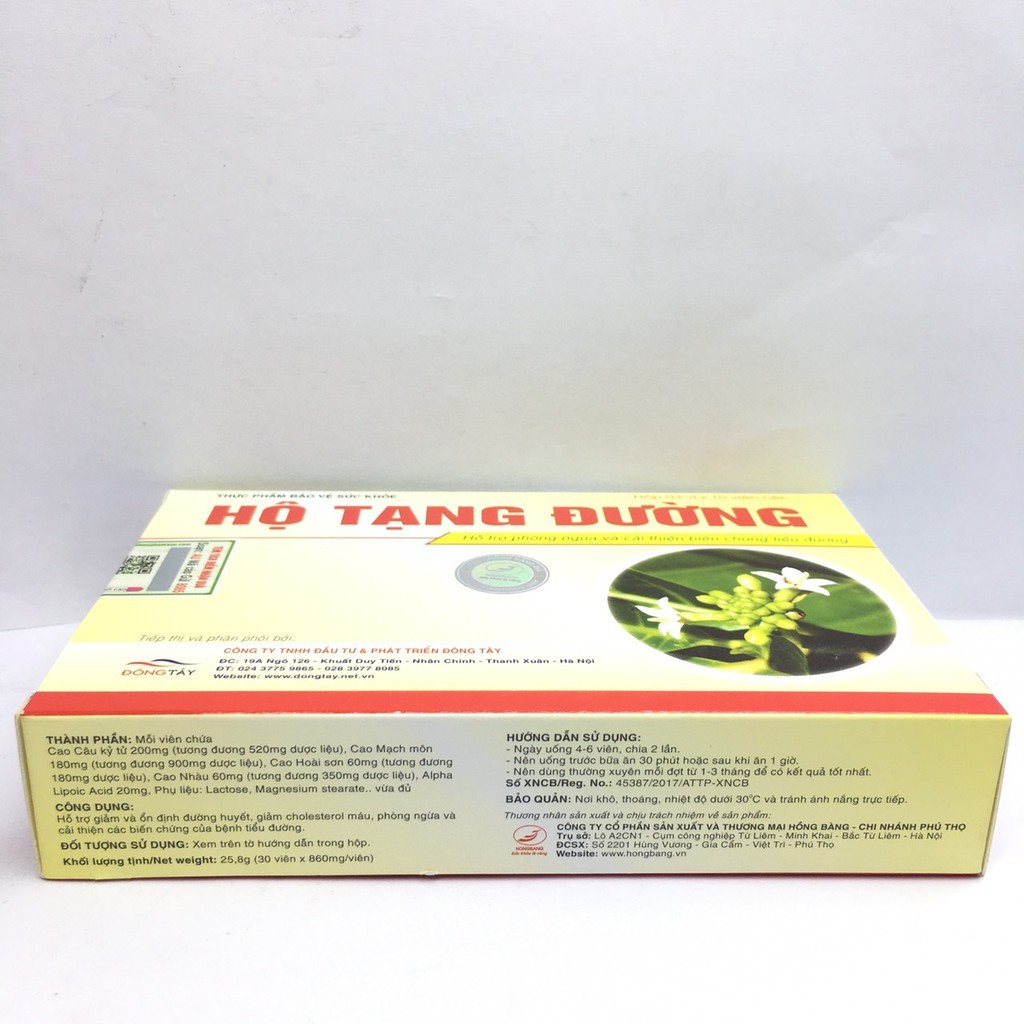 THỰC PHẨM BẢO VỆ SỨC KHỎE
HỘ TẠNG ĐƯỜNG
Hỗ trợ phòng ngừa và cải thiện biến chứng tiểu đường
Tiếp thị và phân phối bởi:
ĐÔNG TÂY
CÔNG TY TNHH ĐẦU TƯ & PHÁT TRIỂN ĐÔNG TÂY
ĐC: 19A Ngõ 126 - Khuất Duy Tiến - Nhân Chính - Thanh Xuân - Hà Nội
ĐT: 024 3775 9865 - 028 3977 8085
Website: www.dongtay.net.vn
THÀNH PHẦN: Mỗi viên chứa
Cao Câu kỷ tử 200mg (tương đương 520mg dược liệu), Cao Mạch môn
180mg (tương đương 900mg dược liệu), Cao Hoài sơn 60mg (tương đương
180mg dược liệu), Cao Nhàu 60mg (tương đương 350mg dược liệu), Alpha
Lipoic Acid 20mg, Phụ liệu: Lactose, Magnesium stearate.. vừa đủ
CÔNG DỤNG:
Hỗ trợ giảm và ổn định đường huyết, giảm cholesterol máu, phòng ngừa và
cải thiện các biến chứng của bệnh tiểu đường.
ĐỐI TƯỢNG SỬ DỤNG: Xem trên tờ hướng dẫn trong hộp.
Khối lượng tịnh/Net weight: 25,8g (30 viên x 860mg/viên)
HƯỚNG DẪN SỬ DỤNG:
- Ngày uống 4-6 viên, chia 2 lần.
- Nên uống trước bữa ăn 30 phút hoặc sau khi ăn 1 giờ.
- Nên dùng thường xuyên mỗi đợt từ 1-3 tháng để có kết quả tốt nhất.
Số XNCB/Reg. No.: 45387/2017/ATTP-XNCB
BẢO QUẢN: Nơi khô, thoáng, nhiệt độ dưới 30°C và tránh ánh nắng trực tiếp.
Thương nhân sản xuất và chịu trách nhiệm về sản phẩm:
HONGBANG
CÔNG TY CỔ PHẦN SẢN XUẤT VÀ THƯƠNG MẠI HỒNG BÀNG - CHI NHÁNH PHÚ THỌ
Trụ sở: Lô A2CN1 - Cụm công nghiệp Từ Liêm - Minh Khai - Bắc Từ Liêm - Hà Nội
ĐCSX: Số 2201 Hùng Vương - Gia Cẩm - Việt Trì - Phú Thọ
Website: www.hongbang.vn